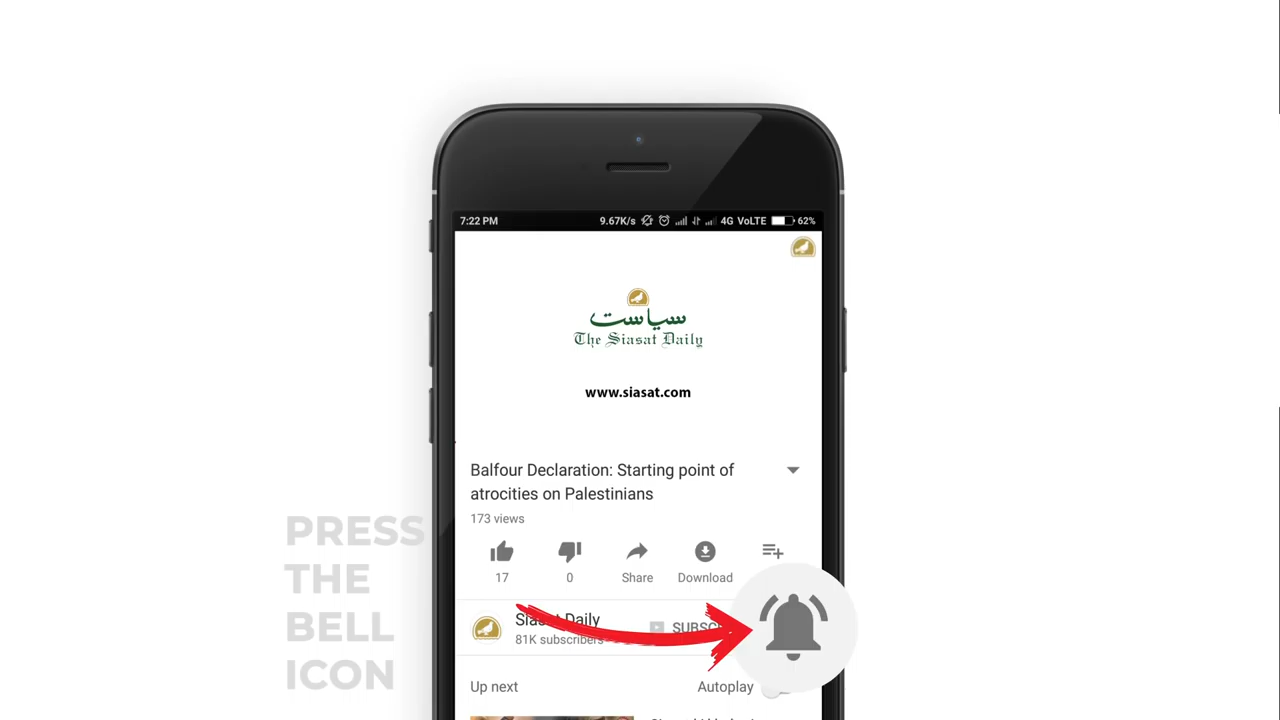 7:22 PM 9.67K/s 4G VoLTE 62%
سیاست
The Siasat Daily
www.siasat.com
Balfour Declaration: Starting point of
atrocities on Palestinians
173 views
17 0 Share Download
Siasat Daily
81K subscribers
Up next Autoplay
PRESS
THE
BELL
ICON